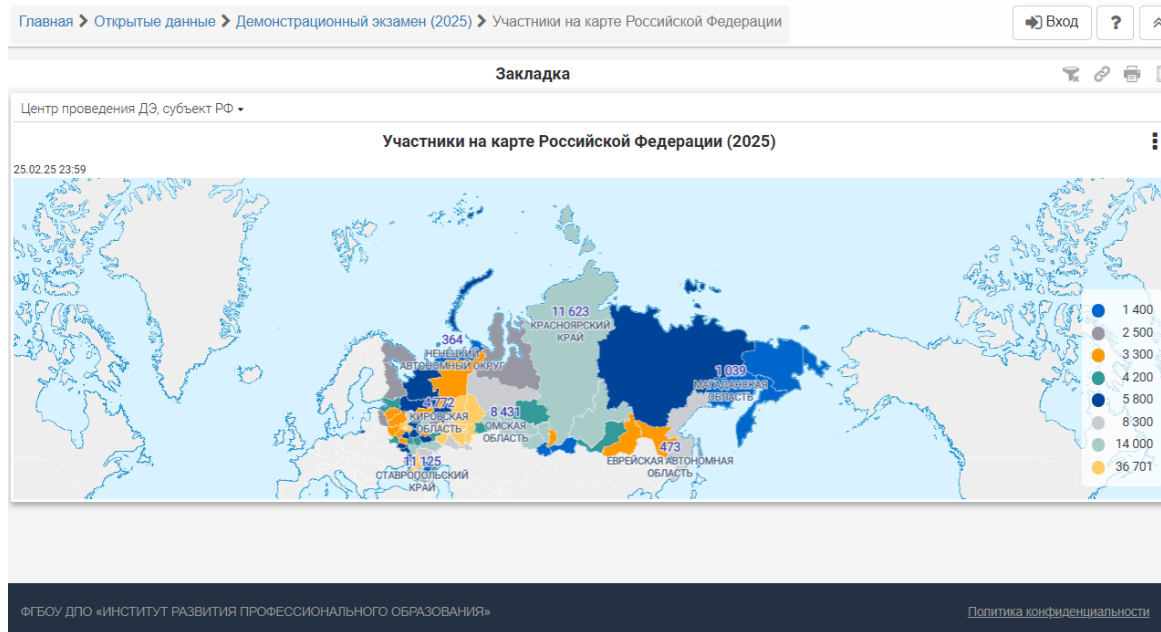 Главная > Открытые данные > Демонстрационный экзамен (2025) > Участники на карте Российской Федерации
Вход
?
Закладка
Центр проведения ДЭ, субъект РФ
Участники на карте Российской Федерации (2025)
25.02.25 23:59
11 623
КРАСНОЯРСКИЙ
КРАЙ
364
НЕНЕЦКИЙ
АВТОНОМНЫЙ ОКРУГ
1 039
МАГАДАНСКАЯ
ОБЛАСТЬ
4 772
КИРОВСКАЯ
ОБЛАСТЬ
8 431
ОМСКАЯ
ОБЛАСТЬ
473
ЕВРЕЙСКАЯ АВТОНОМНАЯ
ОБЛАСТЬ
11 125
СТАВРОПОЛЬСКИЙ
КРАЙ
1 400
2 500
3 300
4 200
5 800
8 300
14 000
36 701
ФГБОУ ДПО «ИНСТИТУТ РАЗВИТИЯ ПРОФЕССИОНАЛЬНОГО ОБРАЗОВАНИЯ»
Политика конфиденциальности